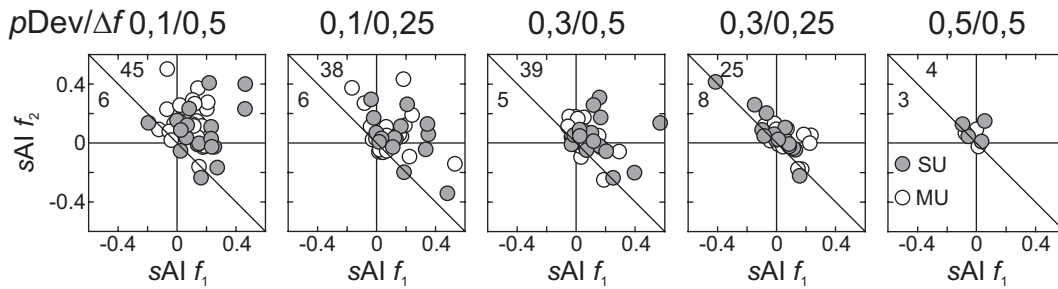 pDev/Δf 0,1/0,5 0,1/0,25 0,3/0,5 0,3/0,25 0,5/0,5
45 38 39 25 4
6 6 5 8 3
0.4
0
-0.4
sAI f2
SU
MU
-0.4 0 0.4 -0.4 0 0.4 -0.4 0 0.4 -0.4 0 0.4 -0.4 0 0.4
sAI f1 sAI f1 sAI f1 sAI f1 sAI f1